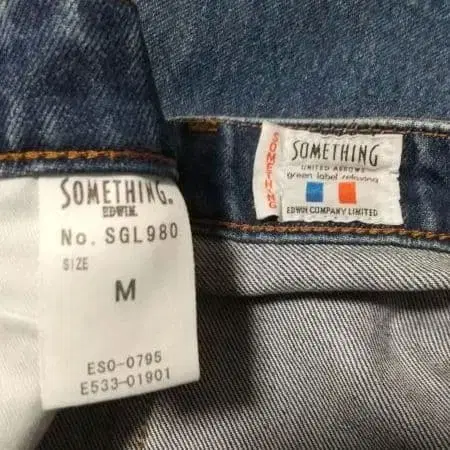 SOMETHING.
EDWIN.
No. SGL980
SIZE
M
ESO-0795
E533-01901
SOMETHING
SOMETHING
UNITED ARROWS
green label relaxing
EDWIN COMPANY LIMITED